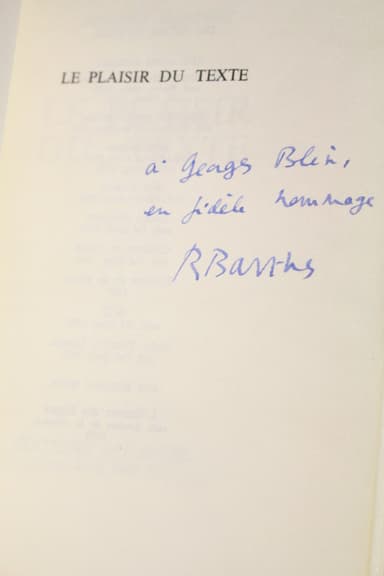 LE PLAISIR DU TEXTE
à Georges Blin,
en fidèle hommage
RBarthes